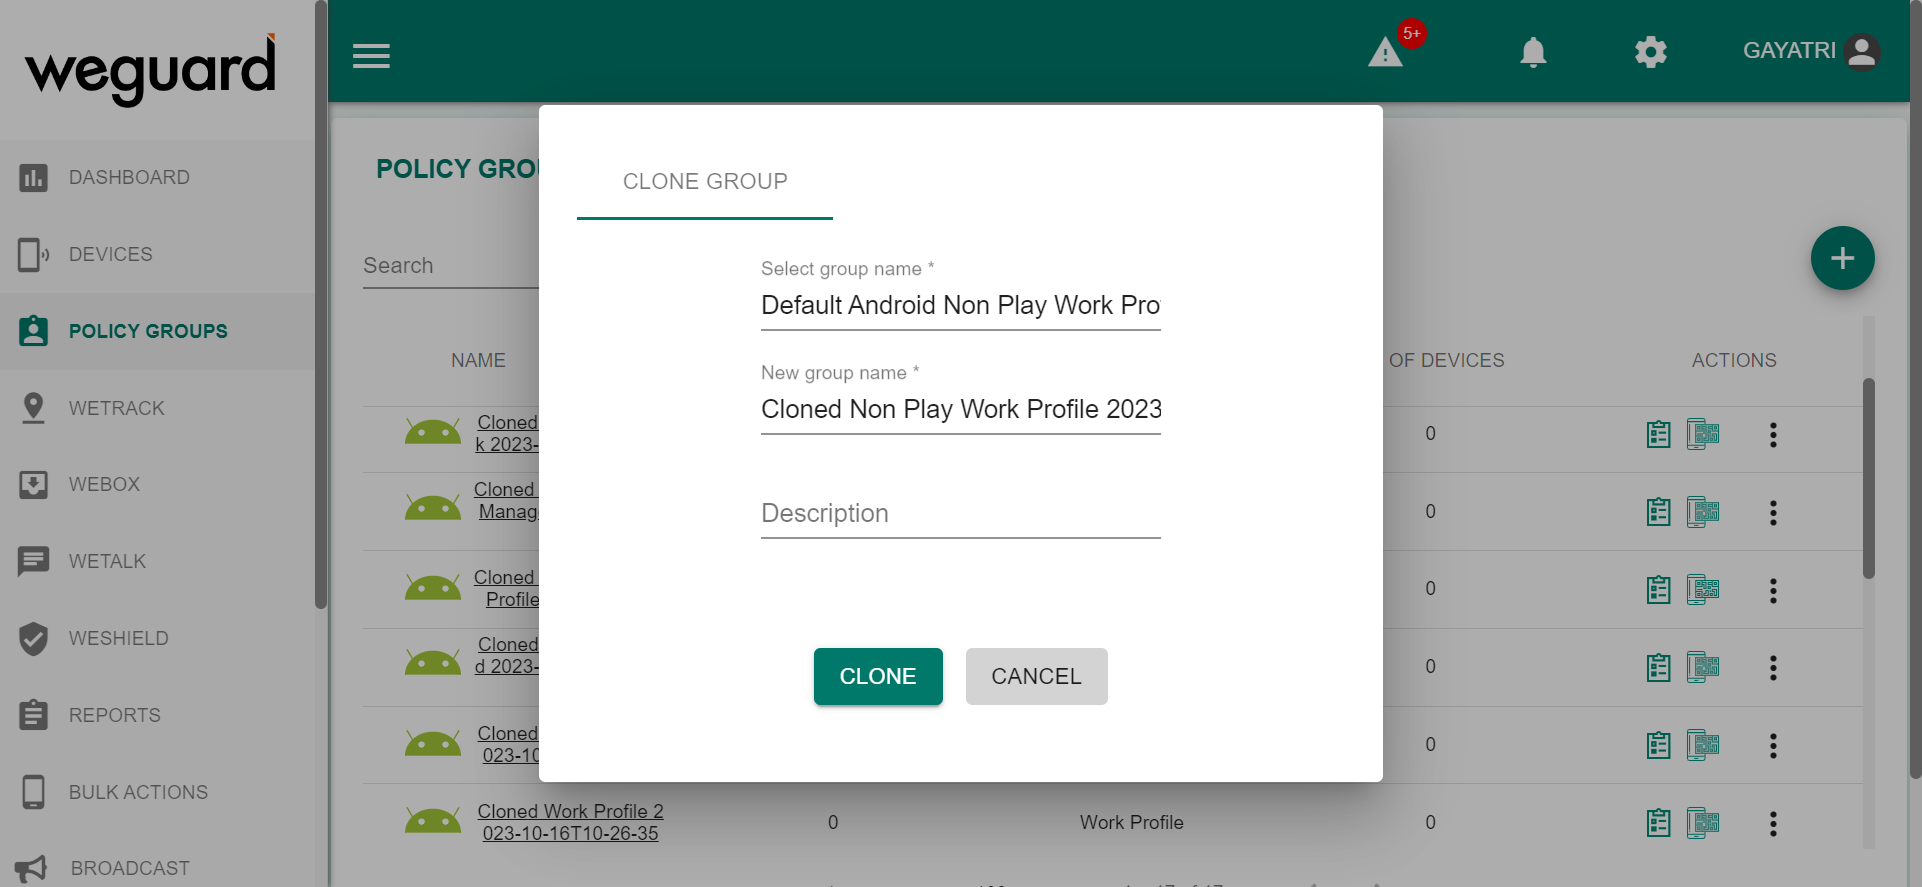 weguard
5+
GAYATRI
DASHBOARD
DEVICES
POLICY GROUPS
WETRACK
WEBOX
WETALK
WESHIELD
REPORTS
BULK ACTIONS
BROADCAST
POLICY GROU
Search
NAME
OF DEVICES
ACTIONS
Cloned
k 2023-
0
Cloned
Manag
0
Cloned
Profile
0
Cloned
d 2023-
0
Cloned
023-10
0
Cloned Work Profile 2
023-10-16T10-26-35
0
Work Profile
0
CLONE GROUP
Select group name *
Default Android Non Play Work Pro
New group name *
Cloned Non Play Work Profile 2023
Description
CLONE
CANCEL